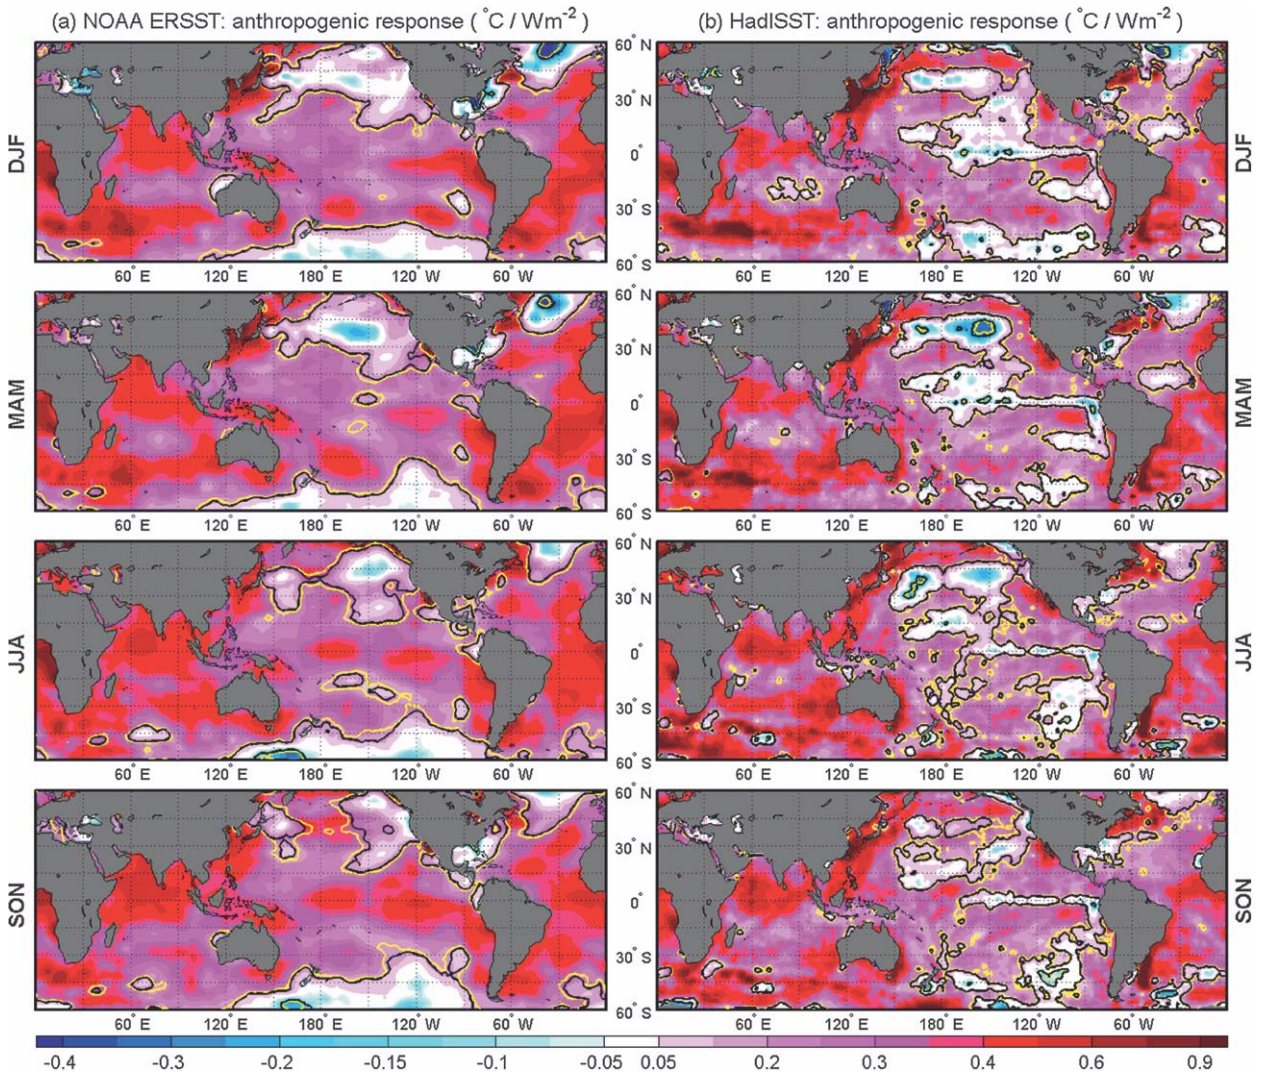 (a) NOAA ERSST: anthropogenic response ( °C / Wm-2 )
(b) HadISST: anthropogenic response ( °C / Wm-2 )
DJF
60° N
30° N
0°
30° S
60° S
DJF
60° E 120° E 180° E 120° W 60° W
60° E 120° E 180° E 120° W 60° W
MAM
60° N
30° N
0°
30° S
60° S
MAM
60° E 120° E 180° E 120° W 60° W
60° E 120° E 180° E 120° W 60° W
JJA
60° N
30° N
0°
30° S
60° S
JJA
60° E 120° E 180° E 120° W 60° W
60° E 120° E 180° E 120° W 60° W
SON
60° N
30° N
0°
30° S
60° S
SON
60° E 120° E 180° E 120° W 60° W
60° E 120° E 180° E 120° W 60° W
-0.4 -0.3 -0.2 -0.15 -0.1 -0.05 0.05 0.2 0.3 0.4 0.6 0.9